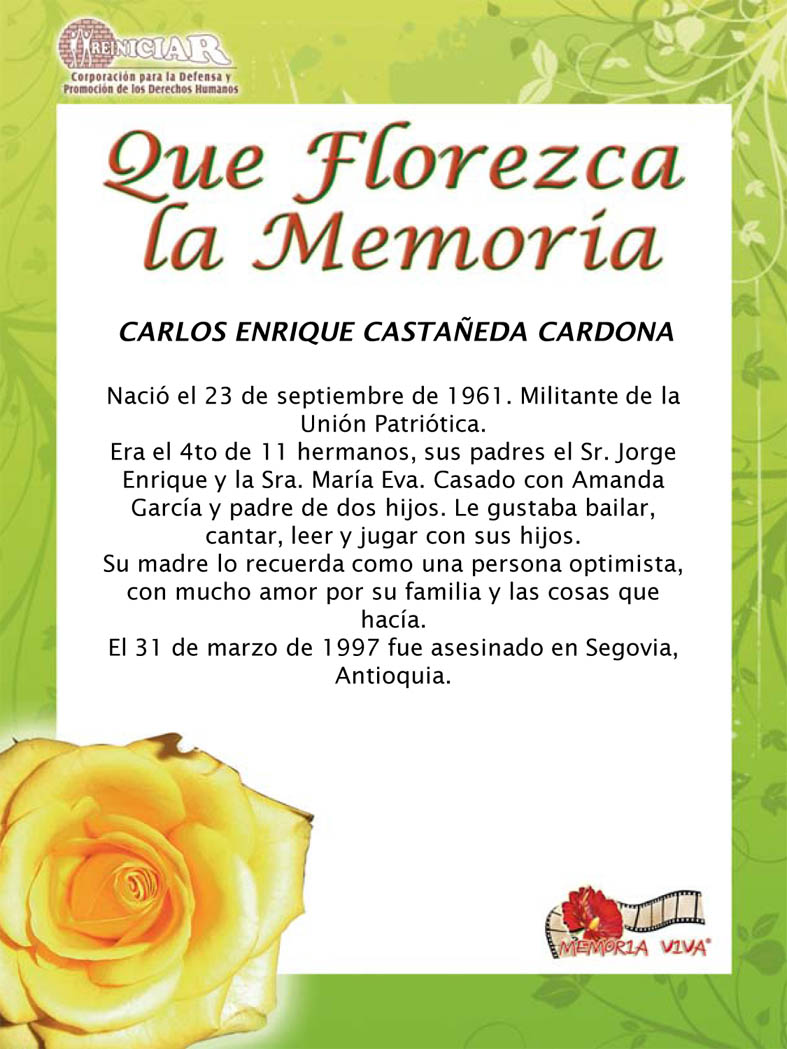 REINICIAR
Corporación para la Defensa y
Promoción de los Derechos Humanos
Que Florezca
la Memoria
CARLOS ENRIQUE CASTAÑEDA CARDONA
Nació el 23 de septiembre de 1961. Militante de la
Unión Patriótica.
Era el 4to de 11 hermanos, sus padres el Sr. Jorge
Enrique y la Sra. María Eva. Casado con Amanda
García y padre de dos hijos. Le gustaba bailar,
cantar, leer y jugar con sus hijos.
Su madre lo recuerda como una persona optimista,
con mucho amor por su familia y las cosas que
hacía.
El 31 de marzo de 1997 fue asesinado en Segovia,
Antioquia.
MEMORIA VIVA®